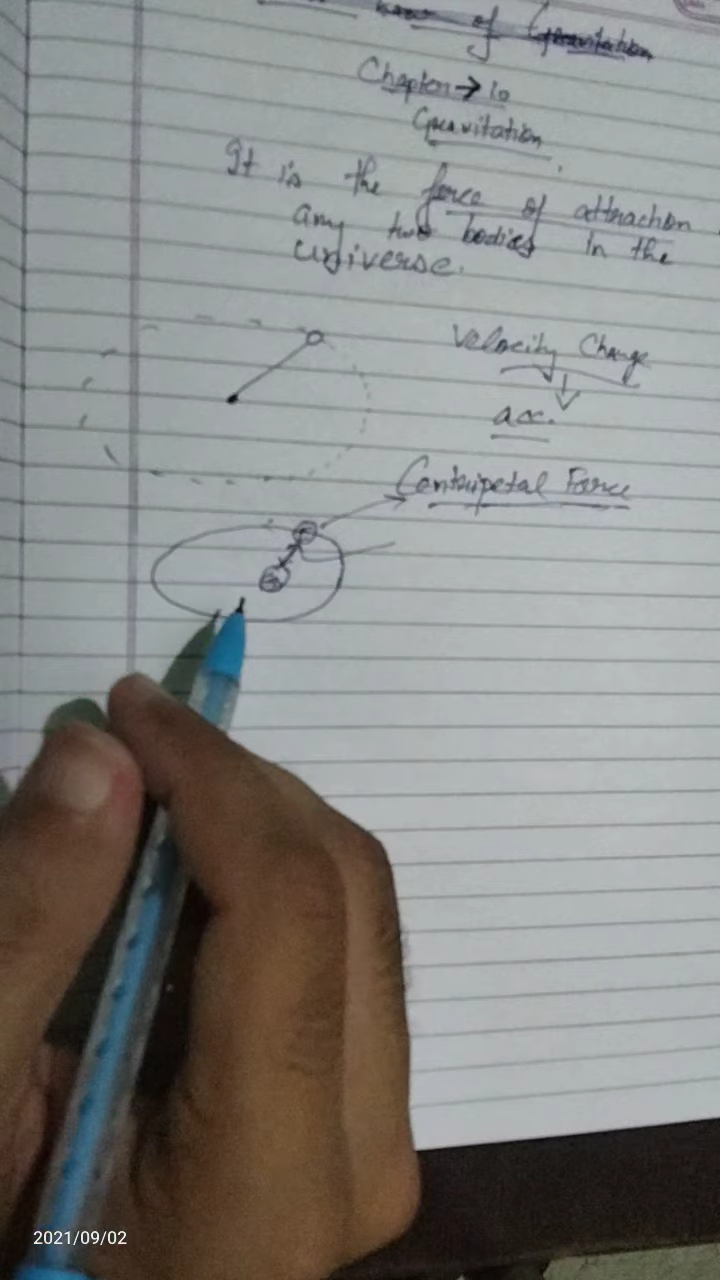 of Gravitation
Chapter → 10
Gravitation
It is the force of attraction
any two bodies in the
universe.
Velocity Change
acc.
Centripetal Force
2021/09/02